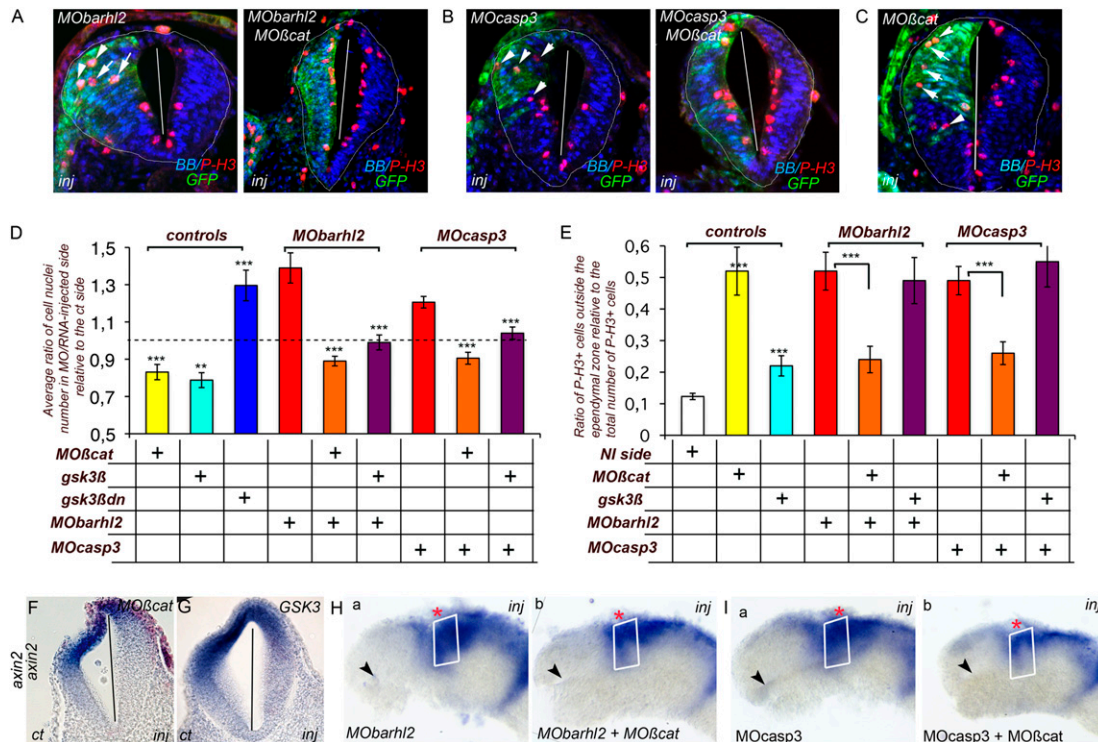 A
MObarhl2
BB/P-H3
GFP
inj
MObarhl2
MOßcat
BB/P-H3
GFP
inj
B
MOcasp3
BB/P-H3
GFP
inj
MOcasp3
MOßcat
BB/P-H3
GFP
inj
C
MOßcat
BB/P-H3
GFP
inj
D
controls
MObarhl2
MOcasp3
Average ratio of cell nuclei
number in MO/RNA-injected side
relative to the ct side
1,5
1,3
1,1
0,9
0,7
0,5
***
**
***
***
***
***
***
MOßcat + + +
gsk3ß + + +
gsk3ßdn +
MObarhl2 + + +
MOcasp3 + + +
E
controls
MObarhl2
MOcasp3
Ratio of P-H3+ cells outside the
ependymal zone relative to the
total number of P-H3+ cells
0,6
0,5
0,4
0,3
0,2
0,1
0
***
***
***
***
NI side +
MOßcat + + +
gsk3ß + + +
MObarhl2 + + +
MOcasp3 + + +
F
MOßcat
axin2
axin2
ct
inj
G
GSK3
ct
inj
H
a
*
inj
MObarhl2
b
*
inj
MObarhl2 + MOßcat
I
a
*
inj
MOcasp3
b
*
inj
MOcasp3 + MOßcat